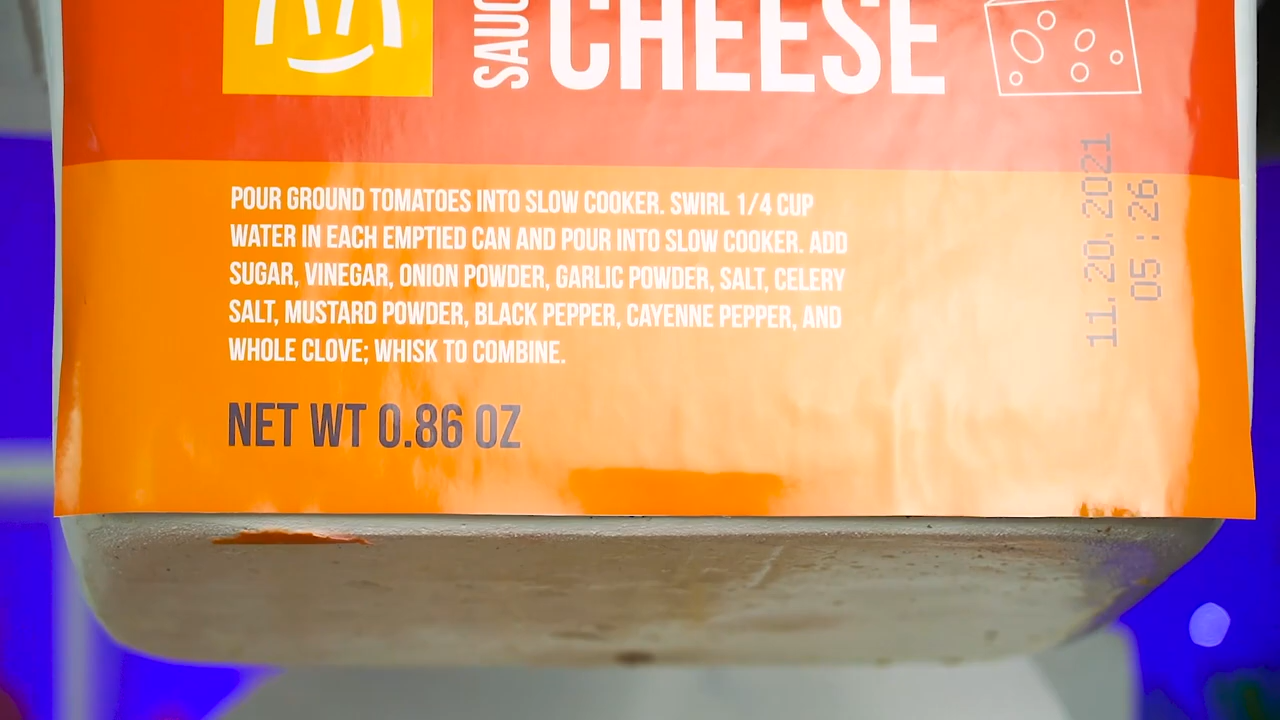 CHEESE
POUR GROUND TOMATOES INTO SLOW COOKER. SWIRL 1/4 CUP
WATER IN EACH EMPTIED CAN AND POUR INTO SLOW COOKER. ADD
SUGAR, VINEGAR, ONION POWDER, GARLIC POWDER, SALT, CELERY
SALT, MUSTARD POWDER, BLACK PEPPER, CAYENNE PEPPER, AND
WHOLE CLOVE; WHISK TO COMBINE.
NET WT 0.86 OZ
11. 20. 2021
05 : 26